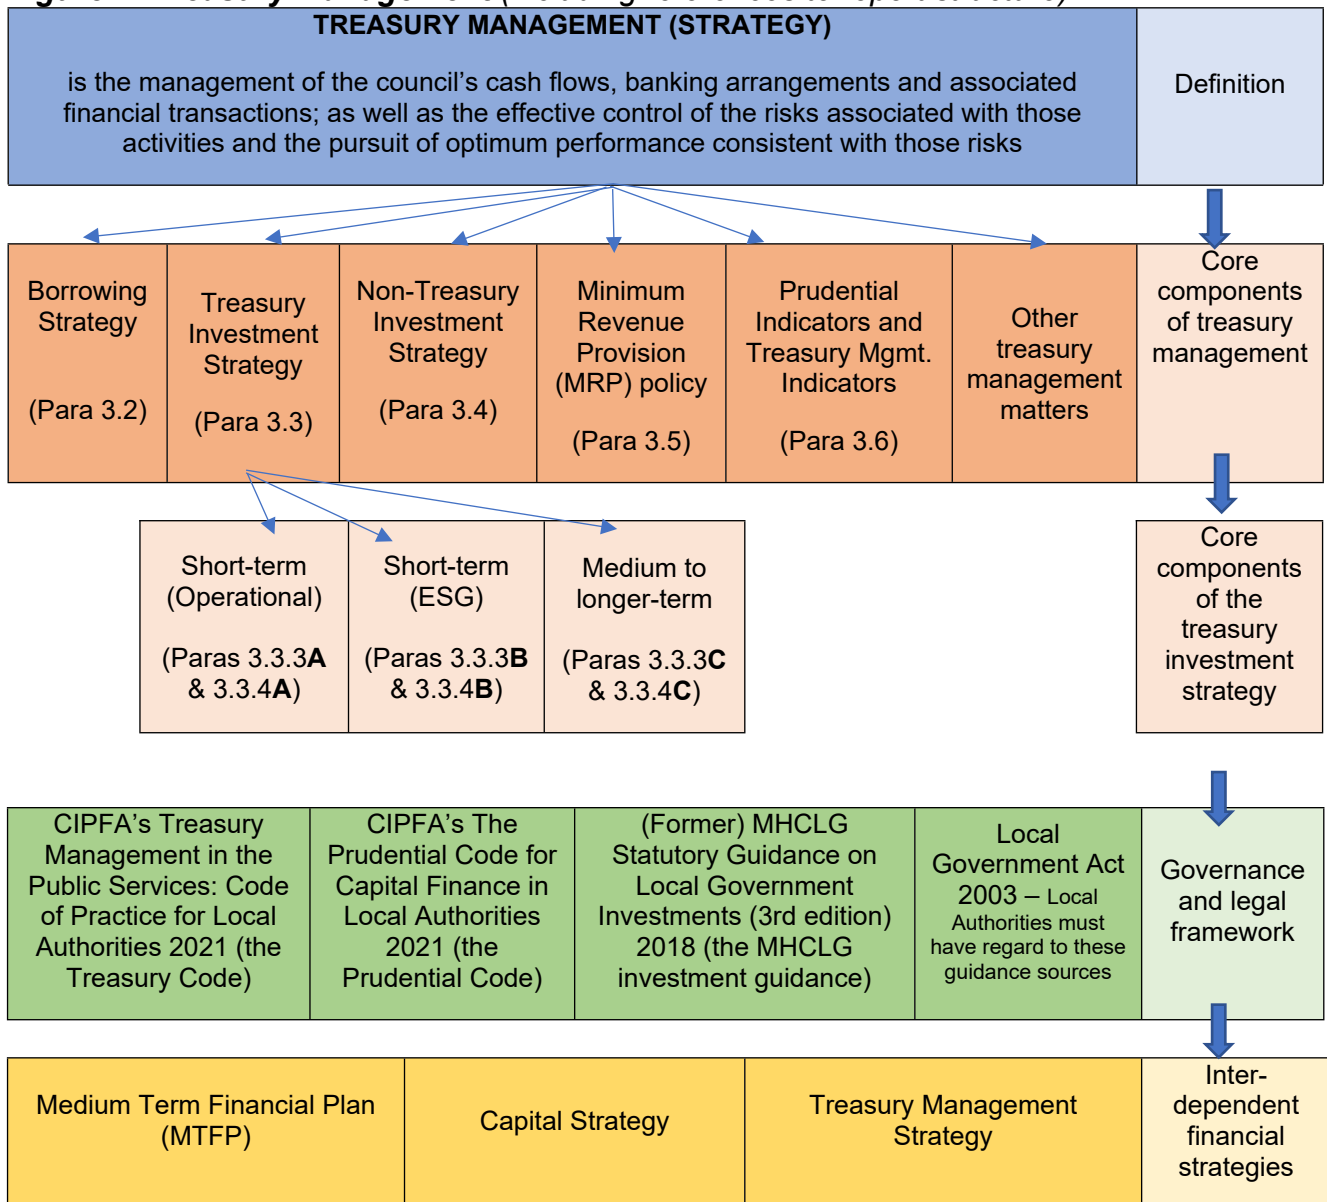 TREASURY MANAGEMENT (STRATEGY)
is the management of the council’s cash flows, banking arrangements and associated
financial transactions; as well as the effective control of the risks associated with those
activities and the pursuit of optimum performance consistent with those risks
Definition
Borrowing
Strategy
(Para 3.2)
Treasury
Investment
Strategy
(Para 3.3)
Non-Treasury
Investment
Strategy
(Para 3.4)
Minimum
Revenue
Provision
(MRP) policy
(Para 3.5)
Prudential
Indicators and
Treasury Mgmt.
Indicators
(Para 3.6)
Other
treasury
management
matters
Core
components
of treasury
management
Short-term
(Operational)
(Paras 3.3.3A
& 3.3.4A)
Short-term
(ESG)
(Paras 3.3.3B
& 3.3.4B)
Medium to
longer-term
(Paras 3.3.3C
& 3.3.4C)
Core
components
of the
treasury
investment
strategy
CIPFA’s Treasury
Management in the
Public Services: Code
of Practice for Local
Authorities 2021 (the
Treasury Code)
CIPFA’s The
Prudential Code for
Capital Finance in
Local Authorities
2021 (the
Prudential Code)
(Former) MHCLG
Statutory Guidance on
Local Government
Investments (3rd edition)
2018 (the MHCLG
investment guidance)
Local
Government Act
2003 – Local
Authorities must
have regard to these
guidance sources
Governance
and legal
framework
Medium Term Financial Plan
(MTFP)
Capital Strategy
Treasury Management
Strategy
Inter-
dependent
financial
strategies